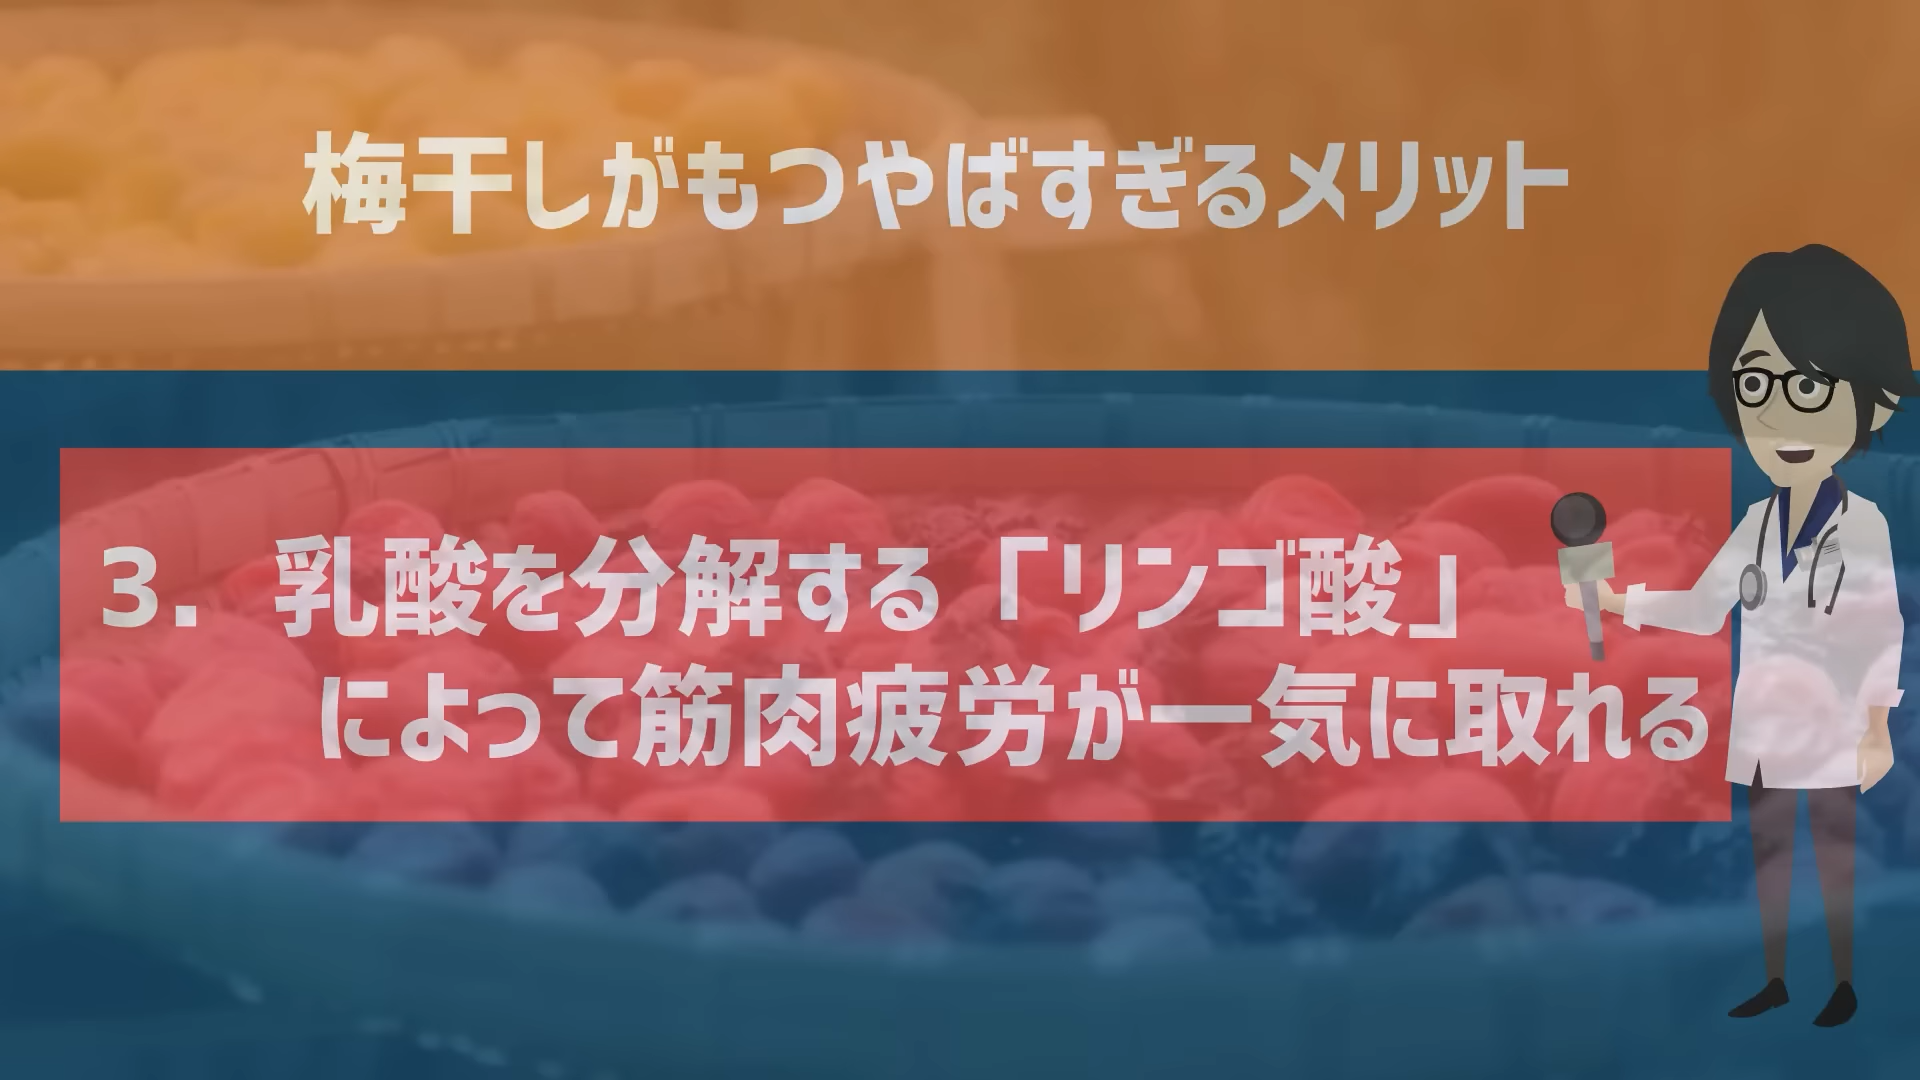 梅干しがもつやばすぎるメリット
3. 乳酸を分解する「リンゴ酸」
によって筋肉疲労が一気に取れる